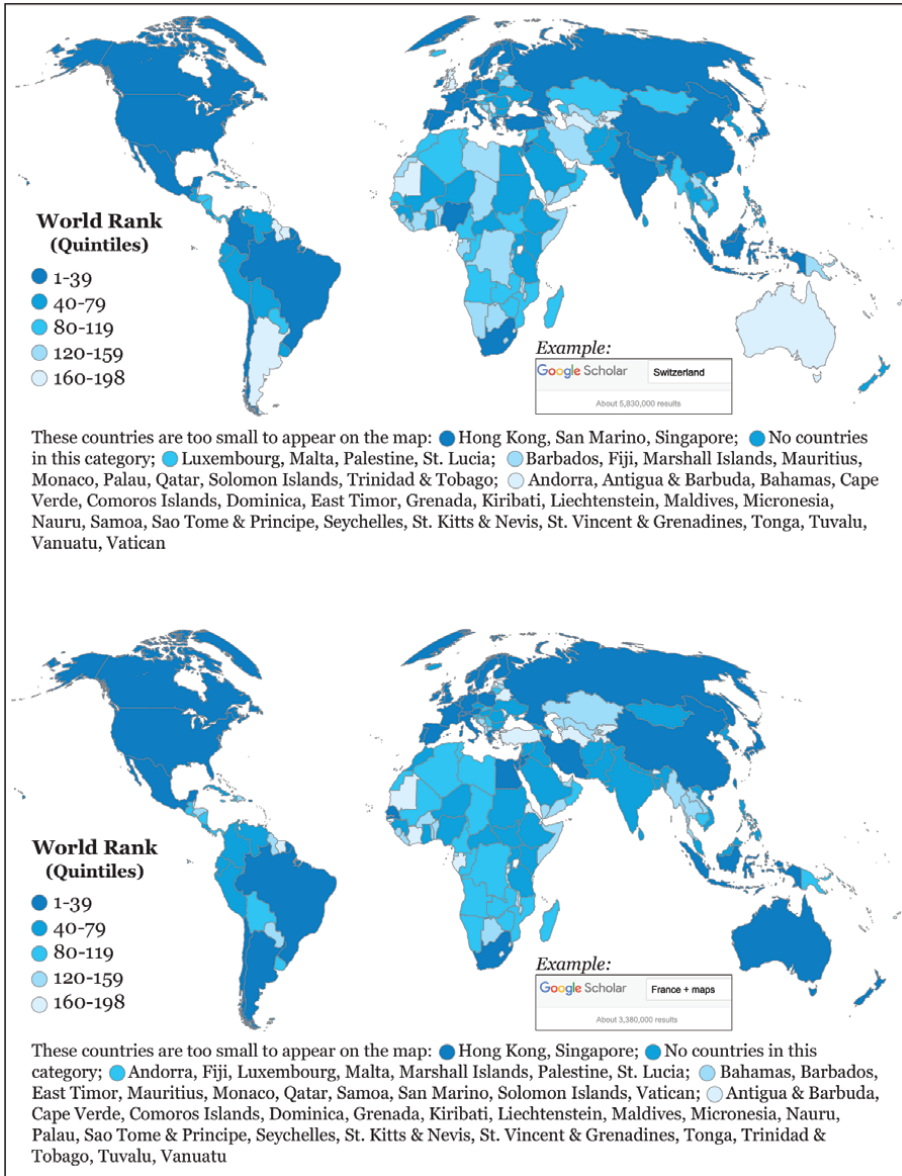 World Rank
(Quintiles)
1-39
40-79
80-119
120-159
160-198
Example:
Google Scholar
Switzerland
About 5,830,000 results
These countries are too small to appear on the map: Hong Kong, San Marino, Singapore; No countries
in this category; Luxembourg, Malta, Palestine, St. Lucia; Barbados, Fiji, Marshall Islands, Mauritius,
Monaco, Palau, Qatar, Solomon Islands, Trinidad & Tobago; Andorra, Antigua & Barbuda, Bahamas, Cape
Verde, Comoros Islands, Dominica, East Timor, Grenada, Kiribati, Liechtenstein, Maldives, Micronesia,
Nauru, Samoa, Sao Tome & Principe, Seychelles, St. Kitts & Nevis, St. Vincent & Grenadines, Tonga, Tuvalu,
Vanuatu, Vatican
World Rank
(Quintiles)
1-39
40-79
80-119
120-159
160-198
Example:
Google Scholar
France + maps
About 3,380,000 results
These countries are too small to appear on the map: Hong Kong, Singapore; No countries in this
category; Andorra, Fiji, Luxembourg, Malta, Marshall Islands, Palestine, St. Lucia; Bahamas, Barbados,
East Timor, Mauritius, Monaco, Qatar, Samoa, San Marino, Solomon Islands, Vatican; Antigua & Barbuda,
Cape Verde, Comoros Islands, Dominica, Grenada, Kiribati, Liechtenstein, Maldives, Micronesia, Nauru,
Palau, Sao Tome & Principe, Seychelles, St. Kitts & Nevis, St. Vincent & Grenadines, Tonga, Trinidad &
Tobago, Tuvalu, Vanuatu